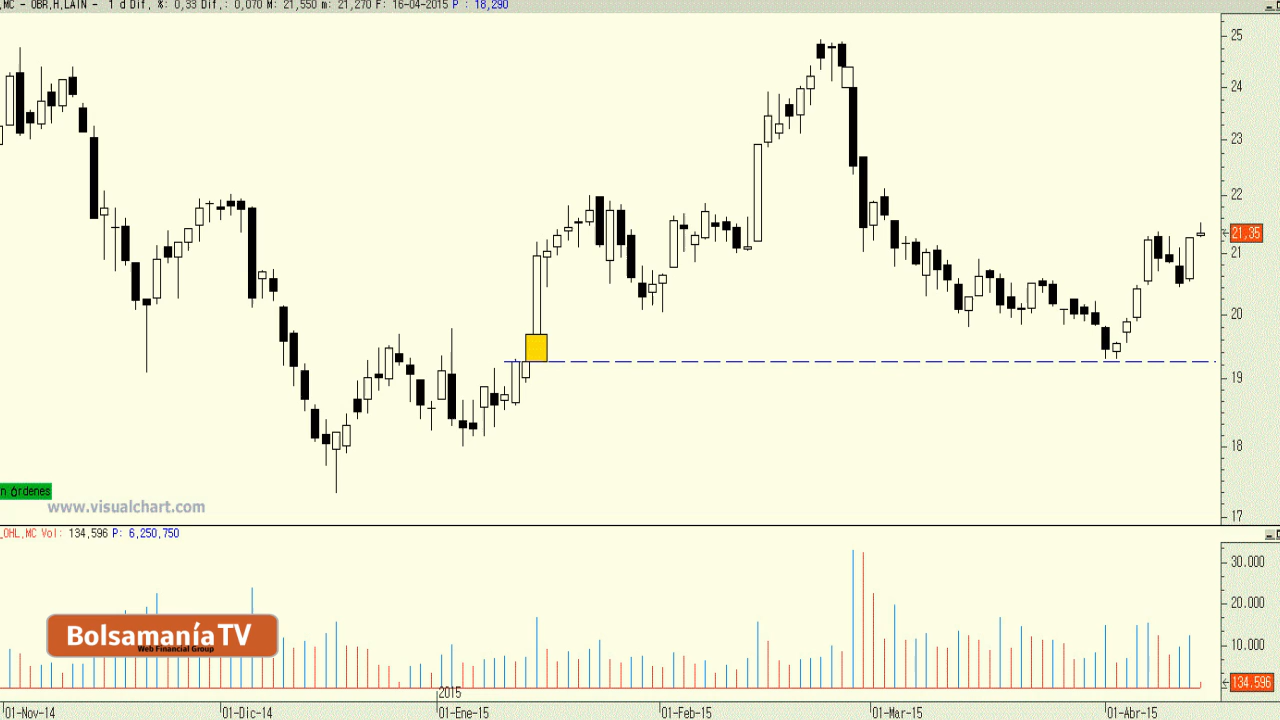 .MC - OBR,H,LAIN - 1 d Dif, %: 0,33 Dif,: 0,070 M: 21,550 m: 21,270 F: 16-04-2015 P : 18,290
25
24
23
22
21,35
21
20
19
18
17
n órdenes
www.visualchart.com
_OHL,MC Vol: 134,596 P: 6,250,750
30.000
20.000
10.000
134.596
BolsamaníaTV
Web Financial Group
2015
01-Nov-14 01-Dic-14 01-Ene-15 01-Feb-15 01-Mar-15 01-Abr-15